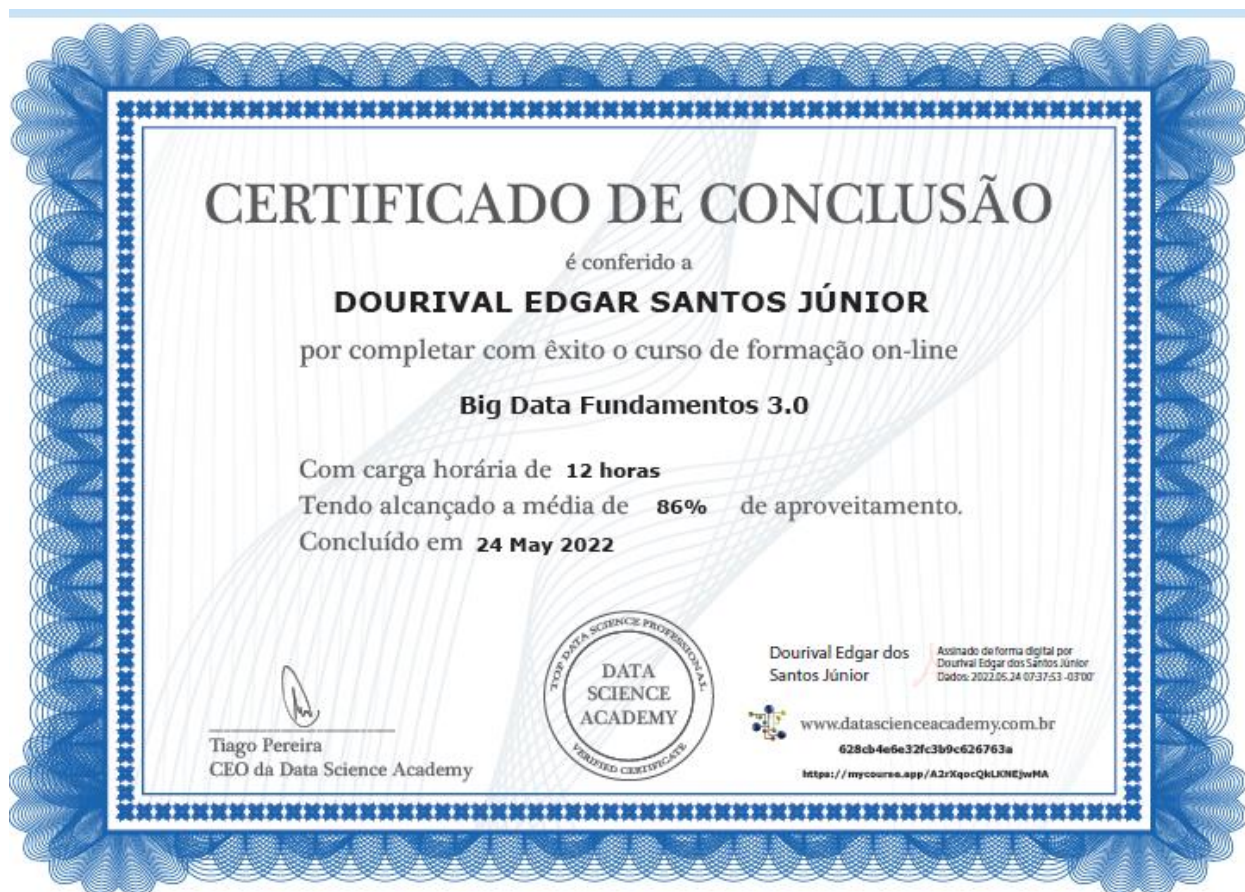 CERTIFICADO DE CONCLUSÃO
é conferido a
DOURIVAL EDGAR SANTOS JÚNIOR
por completar com êxito o curso de formação on-line
Big Data Fundamentos 3.0
Com carga horária de 12 horas
Tendo alcançado a média de 86% de aproveitamento.
Concluído em 24 May 2022
Tiago Pereira
CEO da Data Science Academy
TOP DATA SCIENCE PROFESSIONAL
DATA
SCIENCE
ACADEMY
VERIFIED CERTIFICATE
Dourival Edgar dos
Santos Júnior
Assinado de forma digital por
Dourival Edgar dos Santos Júnior
Dados: 2022.05.24 07:37:53 -03'00'
www.datascienceacademy.com.br
628cb4e6e32fc3b9c626763a
https://mycourse.app/A2rXqocQkLKNEjwMA